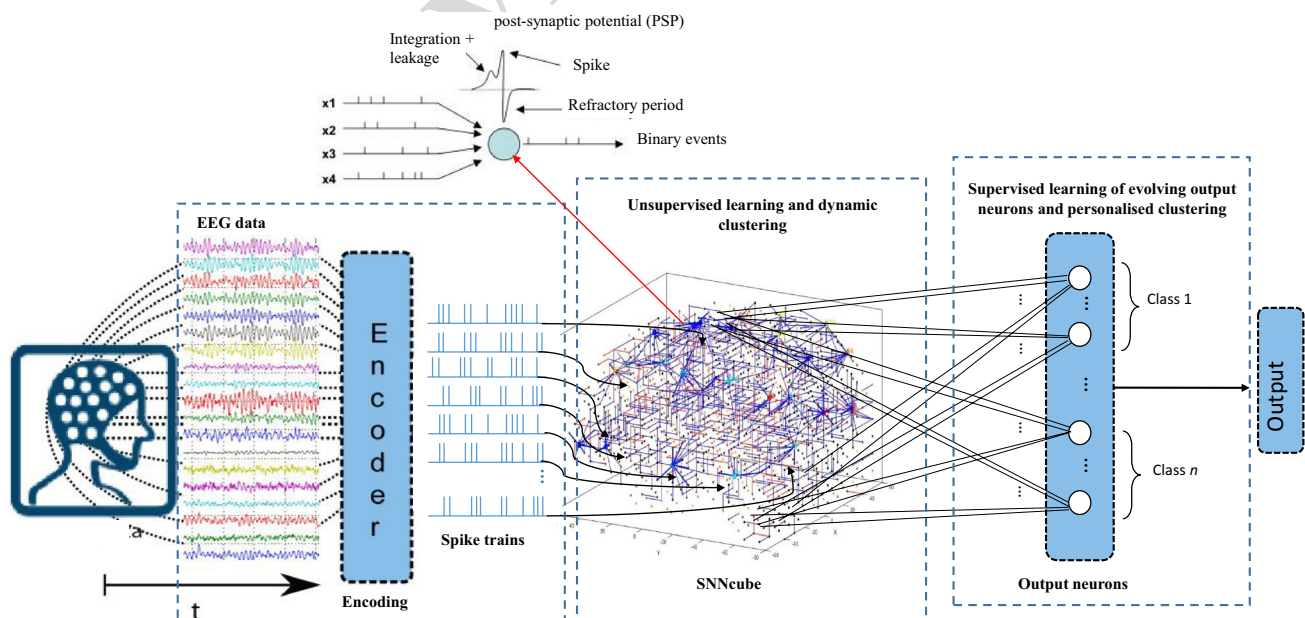 post-synaptic potential (PSP)
Integration +
leakage
Spike
Refractory period
x1
x2
x3
x4
Binary events
EEG data
Encoder
Encoding
t
Spike trains
Unsupervised learning and dynamic
clustering
SNNcube
Y
X
Supervised learning of evolving output
neurons and personalised clustering
Class 1
Class n
Output neurons
Output